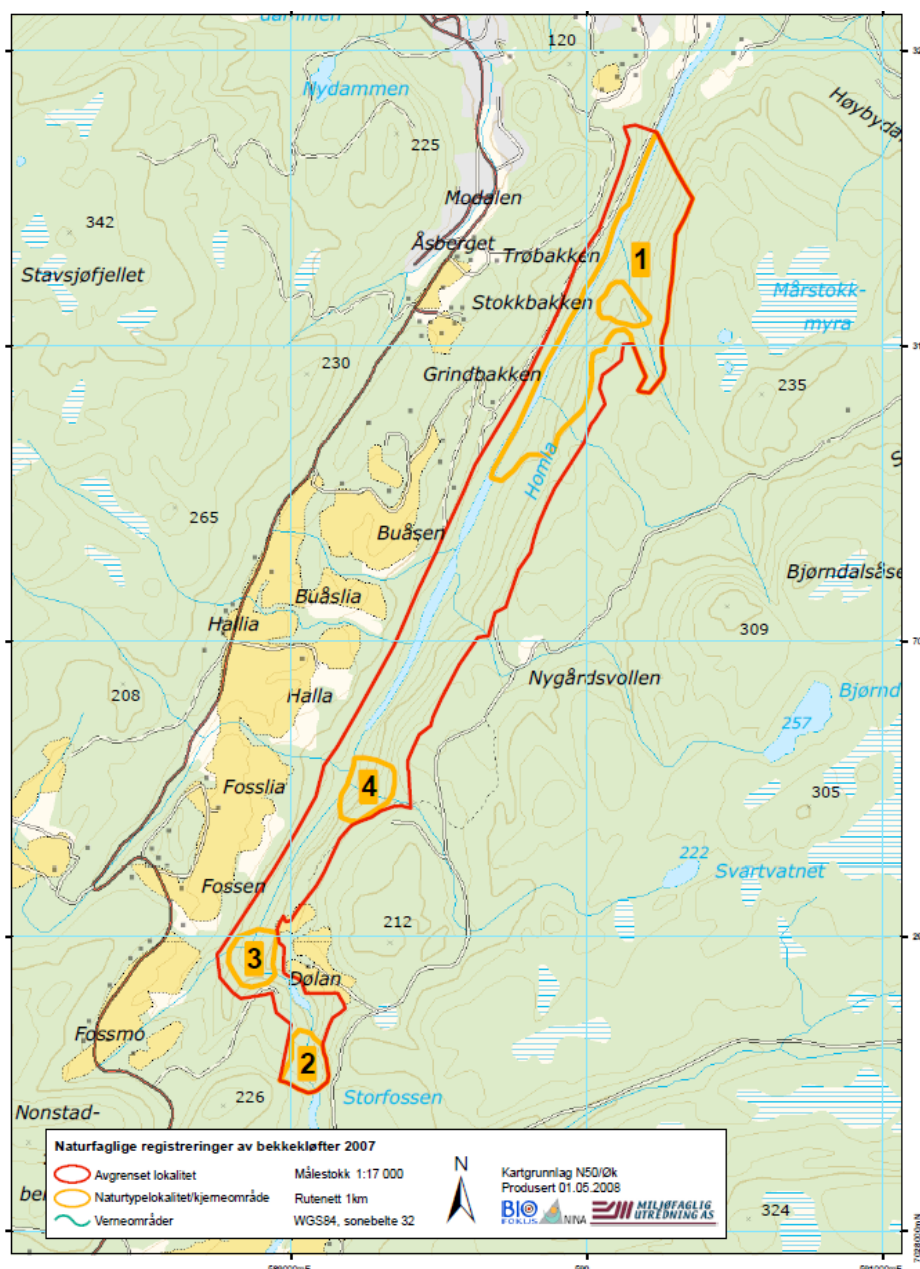 dammen
120
Nydammen
Høybyda
225
Modalen
342
Åsberget
Trøbakken
1
Stavsjøfjellet
Mårstokk-
myra
Stokkbakken
230
Grindbakken
235
Homla
265
Buåsen
Bjørndalsåse
Buåslia
Hallia
309
70
Nygårdsvollen
208
Halla
Bjørnd
257
4
Fosslia
305
222
Svartvatnet
Fossen
212
3
Dølan
Fossmo
2
226
Storfossen
Nonstad-
Naturfaglige registreringer av bekkekløfter 2007
Avgrenset lokalitet
Naturtypelokalitet/kjerneområde
Verneområder
Målestokk 1:17 000
Rutenett 1km
WGS84, sonebelte 32
N
Kartgrunnlag N50/Øk
Produsert 01.05.2008
BIO
FOKUS
NINA
MILJØFAGLIG
UTREDNING AS
324
7028000mN